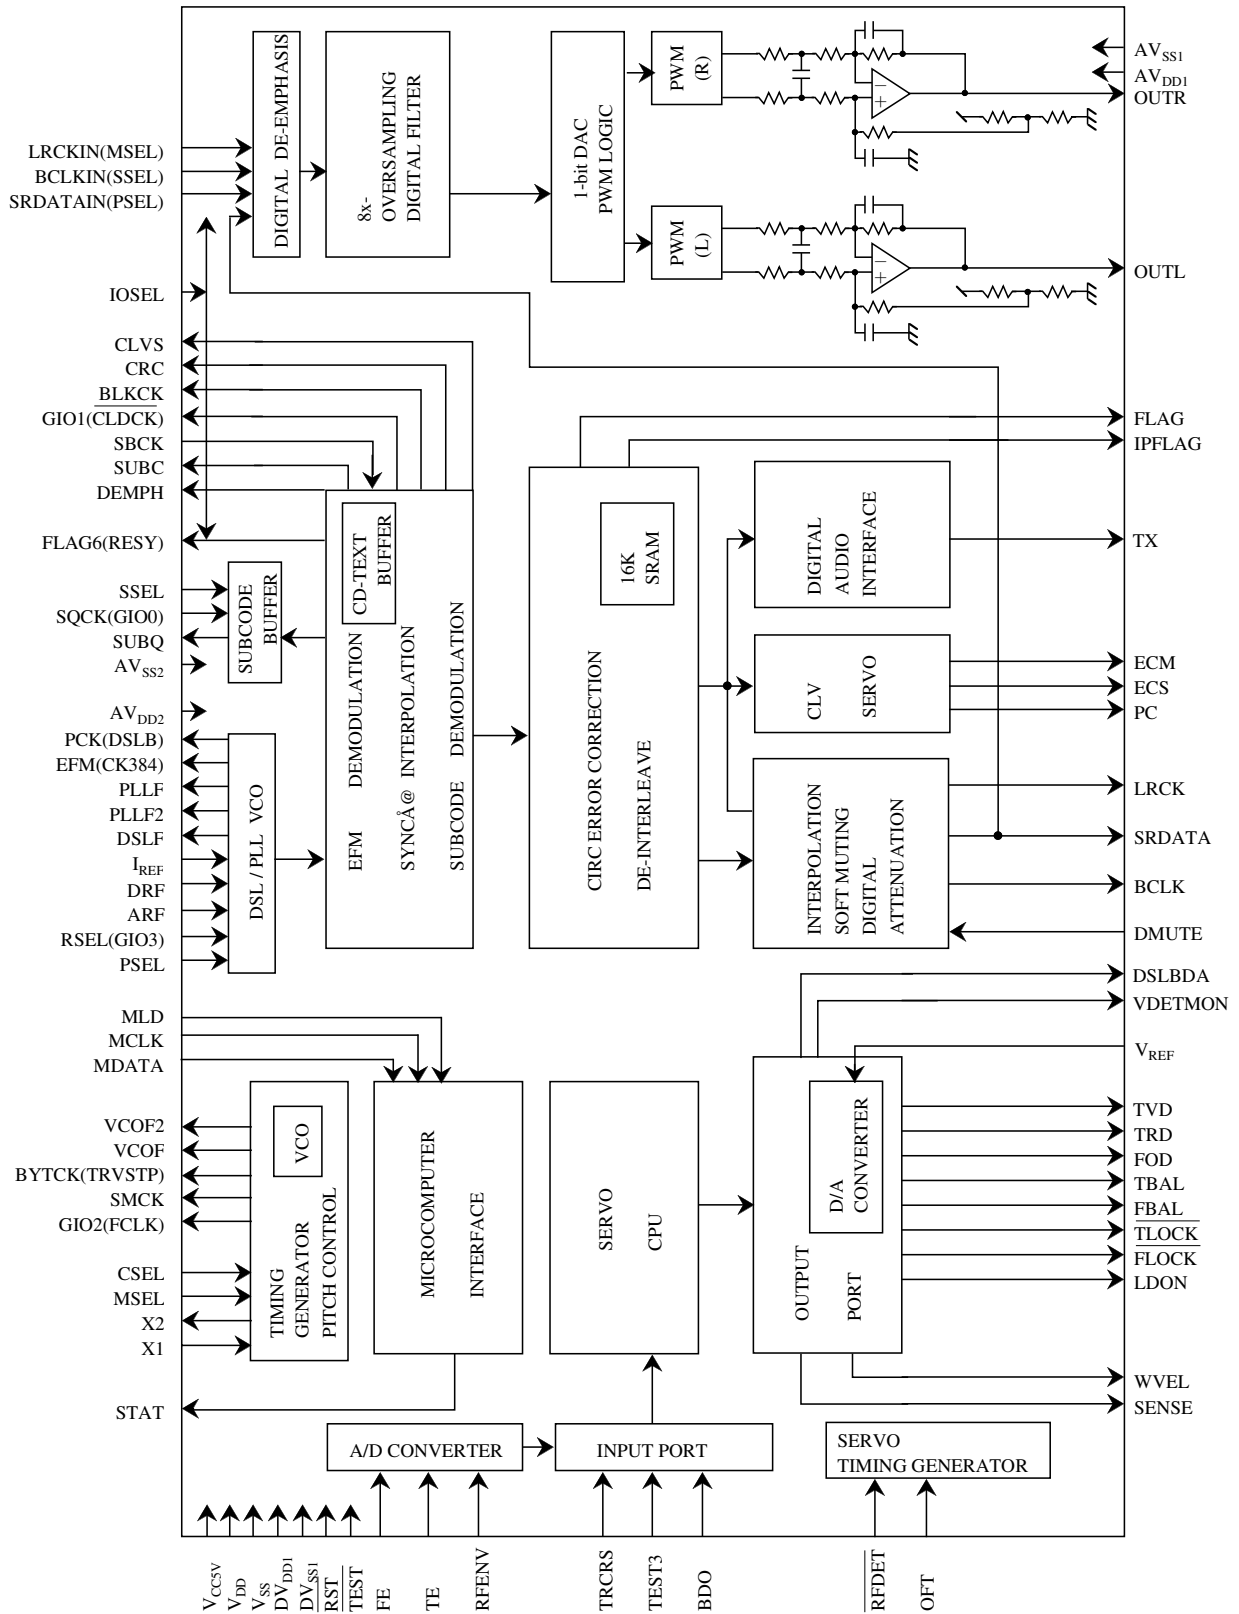 LRCKIN(MSEL)
BCLKIN(SSEL)
SRDATAIN(PSEL)
IOSEL
CLVS
CRC
BLKCK
GIO1(CLDCK)
SBCK
SUBC
DEMPH
FLAG6(RESY)
SSEL
SQCK(GIO0)
SUBQ
AVSS2
AVDD2
PCK(DSLB)
EFM(CK384)
PLLF
PLLF2
DSLF
IREF
DRF
ARF
RSEL(GIO3)
PSEL
MLD
MCLK
MDATA
VCOF2
VCOF
BYTCK(TRVSTP)
SMCK
GIO2(FCLK)
CSEL
MSEL
X2
X1
STAT
DIGITAL DE-EMPHASIS
8x-
OVERSAMPLING
DIGITAL FILTER
1-bit DAC
PWM LOGIC
PWM
(R)
PWM
(L)
−
+
−
+
SUBCODE
BUFFER
CD-TEXT
BUFFER
EFM DEMODULATION
SYNCÅ@ INTERPOLATION
SUBCODE DEMODULATION
DSL / PLL VCO
16K
SRAM
CIRC ERROR CORRECTION
DE-INTERLEAVE
DIGITAL
AUDIO
INTERFACE
CLV
SERVO
INTERPOLATION
SOFT MUTING
DIGITAL
ATTENUATION
VCO
TIMING
GENERATOR
PITCH CONTROL
MICROCOMPUTER
INTERFACE
SERVO
CPU
D/A
CONVERTER
OUTPUT
PORT
A/D CONVERTER
INPUT PORT
SERVO
TIMING GENERATOR
AVSS1
AVDD1
OUTR
OUTL
FLAG
IPFLAG
TX
ECM
ECS
PC
LRCK
SRDATA
BCLK
DMUTE
DSLBDA
VDETMON
VREF
TVD
TRD
FOD
TBAL
FBAL
TLOCK
FLOCK
LDON
WVEL
SENSE
VCC5V
VDD
VSS
DVDD1
DVSS1
RST
TEST
FE
TE
RFENV
TRCRS
TEST3
BDO
RFDET
OFT